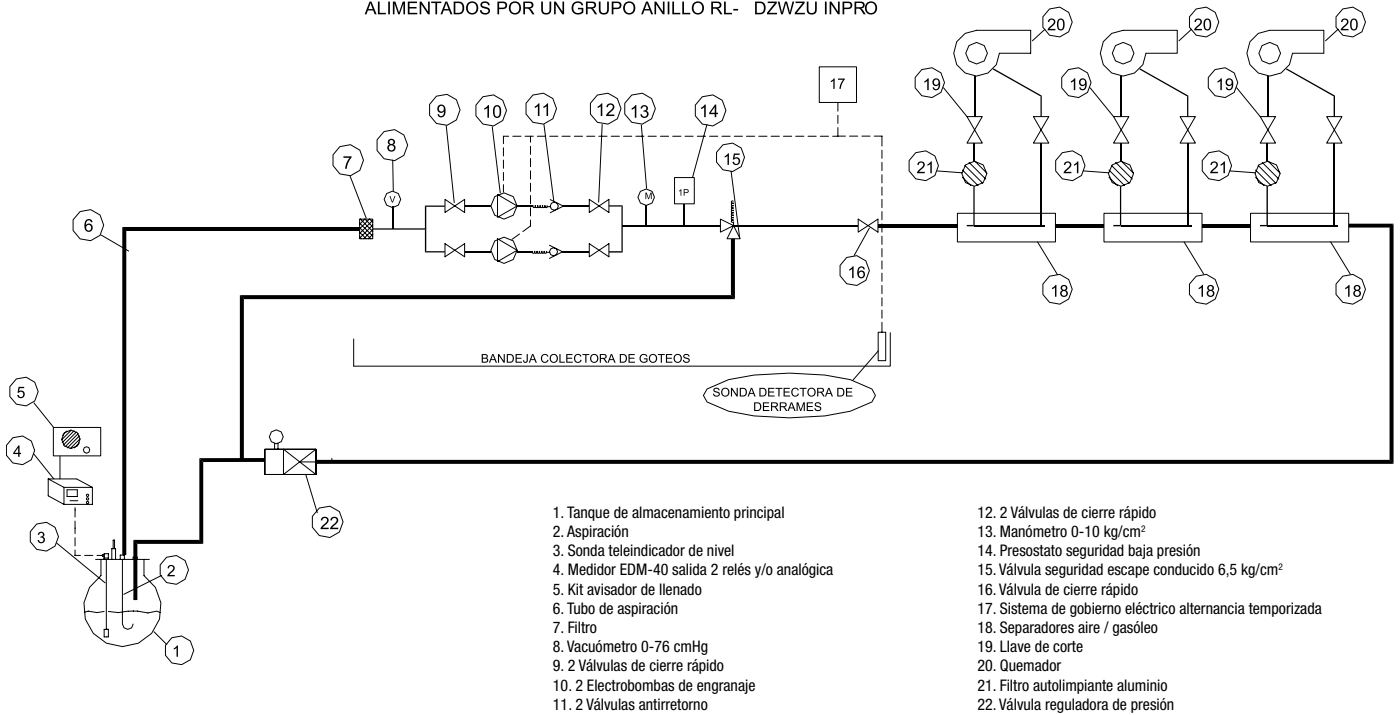 ALIMENTADOS POR UN GRUPO ANILLO RL- DZWZU INPRO
20
20
20
17
19
19
19
9
10
11
12
13
14
8
7
15
21
21
21
V
M
1P
6
16
18
18
18
BANDEJA COLECTORA DE GOTEOS
SONDA DETECTORA DE
DERRAMES
5
4
22
3
2
1
1. Tanque de almacenamiento principal
2. Aspiración
3. Sonda teleindicador de nivel
4. Medidor EDM-40 salida 2 relés y/o analógica
5. Kit avisador de llenado
6. Tubo de aspiración
7. Filtro
8. Vacuómetro 0-76 cmHg
9. 2 Válvulas de cierre rápido
10. 2 Electrobombas de engranaje
11. 2 Válvulas antirretorno
12. 2 Válvulas de cierre rápido
13. Manómetro 0-10 kg/cm²
14. Presostato seguridad baja presión
15. Válvula seguridad escape conducido 6,5 kg/cm²
16. Válvula de cierre rápido
17. Sistema de gobierno eléctrico alternancia temporizada
18. Separadores aire / gasóleo
19. Llave de corte
20. Quemador
21. Filtro autolimpiante aluminio
22. Válvula reguladora de presión